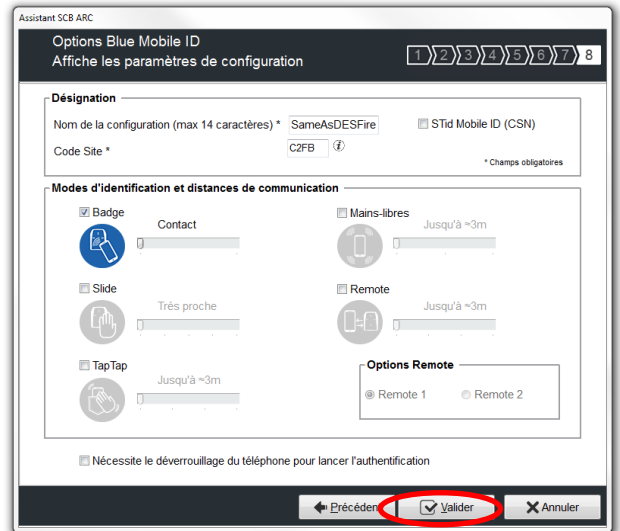 Assistant SCB ARC
Options Blue Mobile ID
Affiche les paramètres de configuration
1 2 3 4 5 6 7 8
Désignation
Nom de la configuration (max 14 caractères) * SameAsDESFire STid Mobile ID (CSN)
Code Site * C2FB i
* Champs obligatoires
Modes d'identification et distances de communication
Badge Mains-libres
Contact Jusqu'à ≈3m
Slide Remote
Très proche Jusqu'à ≈3m
TapTap Options Remote
Jusqu'à ≈3m
Remote 1 Remote 2
Nécessite le déverrouillage du téléphone pour lancer l'authentification
Précéden Valider Annuler